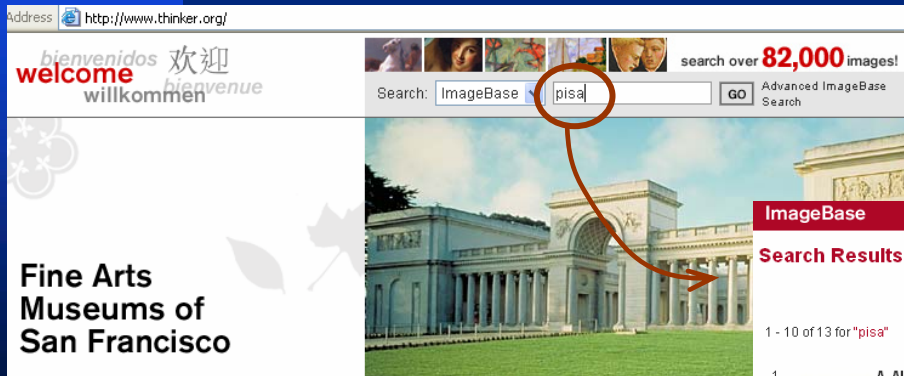 Address http://www.thinker.org/
bienvenidos 欢迎
welcome bienvenue
willkommen
search over 82,000 images!
Search: ImageBase pisa GO Advanced ImageBase Search
Fine Arts
Museums of
San Francisco
ImageBase
Search Results
1 - 10 of 13 for "pisa"